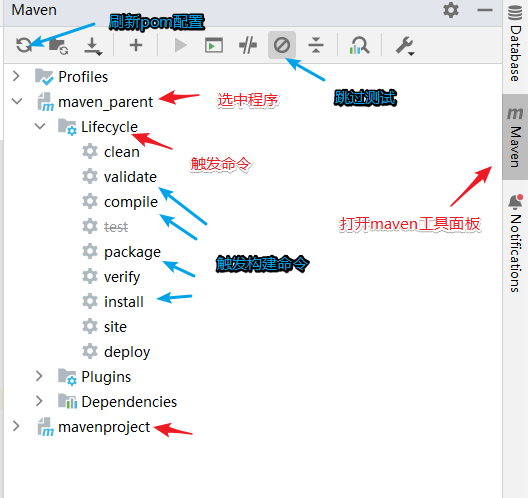 Maven
刷新pom配置
跳过测试
Profiles
maven_parent
选中程序
Lifecycle
触发命令
clean
validate
compile
test
package
触发构建命令
verify
install
site
deploy
Plugins
Dependencies
mavenproject
打开maven工具面板
Database
Maven
Notifications